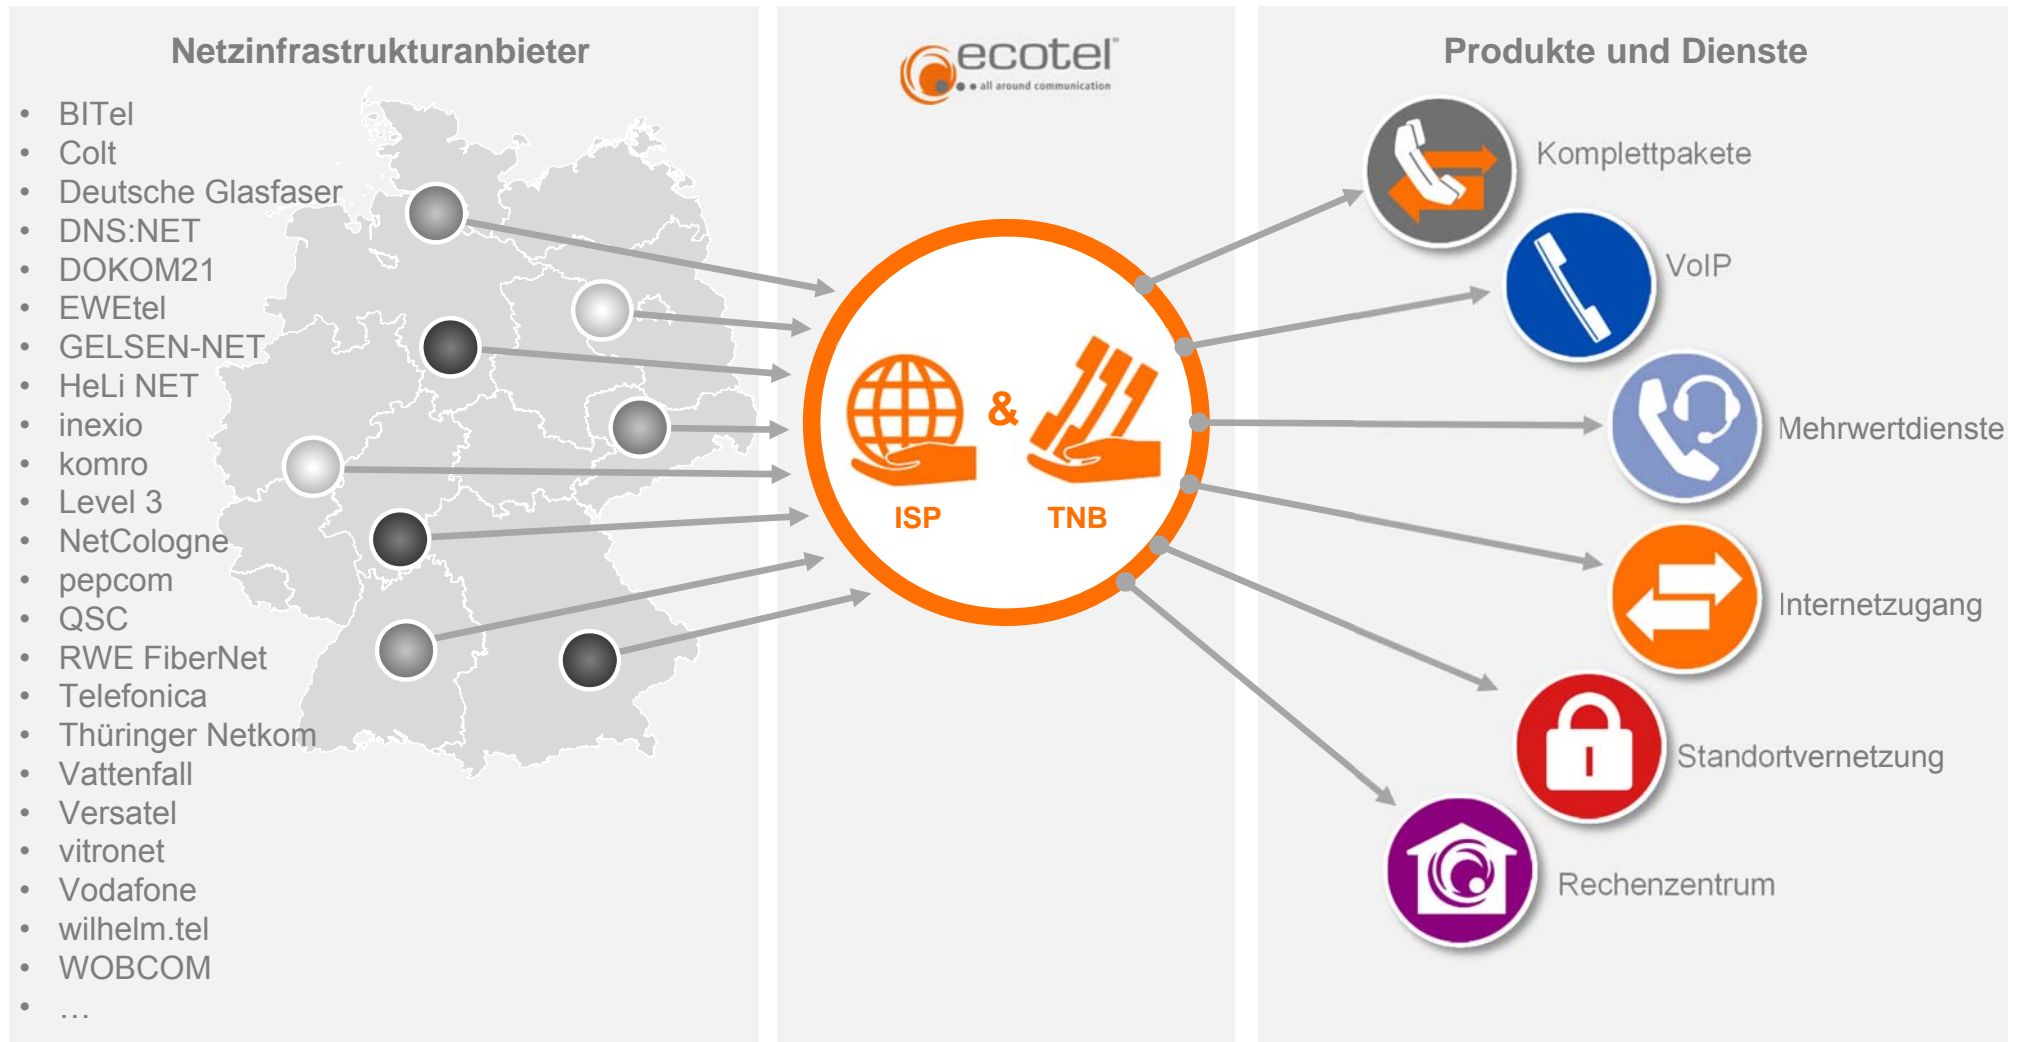 Netzinfrastrukturanbieter
• BITel
• Colt
• Deutsche Glasfaser
• DNS:NET
• DOKOM21
• EWEtel
• GELSEN-NET
• HeLi NET
• inexio
• komro
• Level 3
• NetCologne
• pepcom
• QSC
• RWE FiberNet
• Telefonica
• Thüringer Netkom
• Vattenfall
• Versatel
• vitronet
• Vodafone
• wilhelm.tel
• WOBCOM
• …
ecotel™
all around communication
&
ISP
TNB
Produkte und Dienste
Komplettpakete
VoIP
Mehrwertdienste
Internetzugang
Standortvernetzung
Rechenzentrum